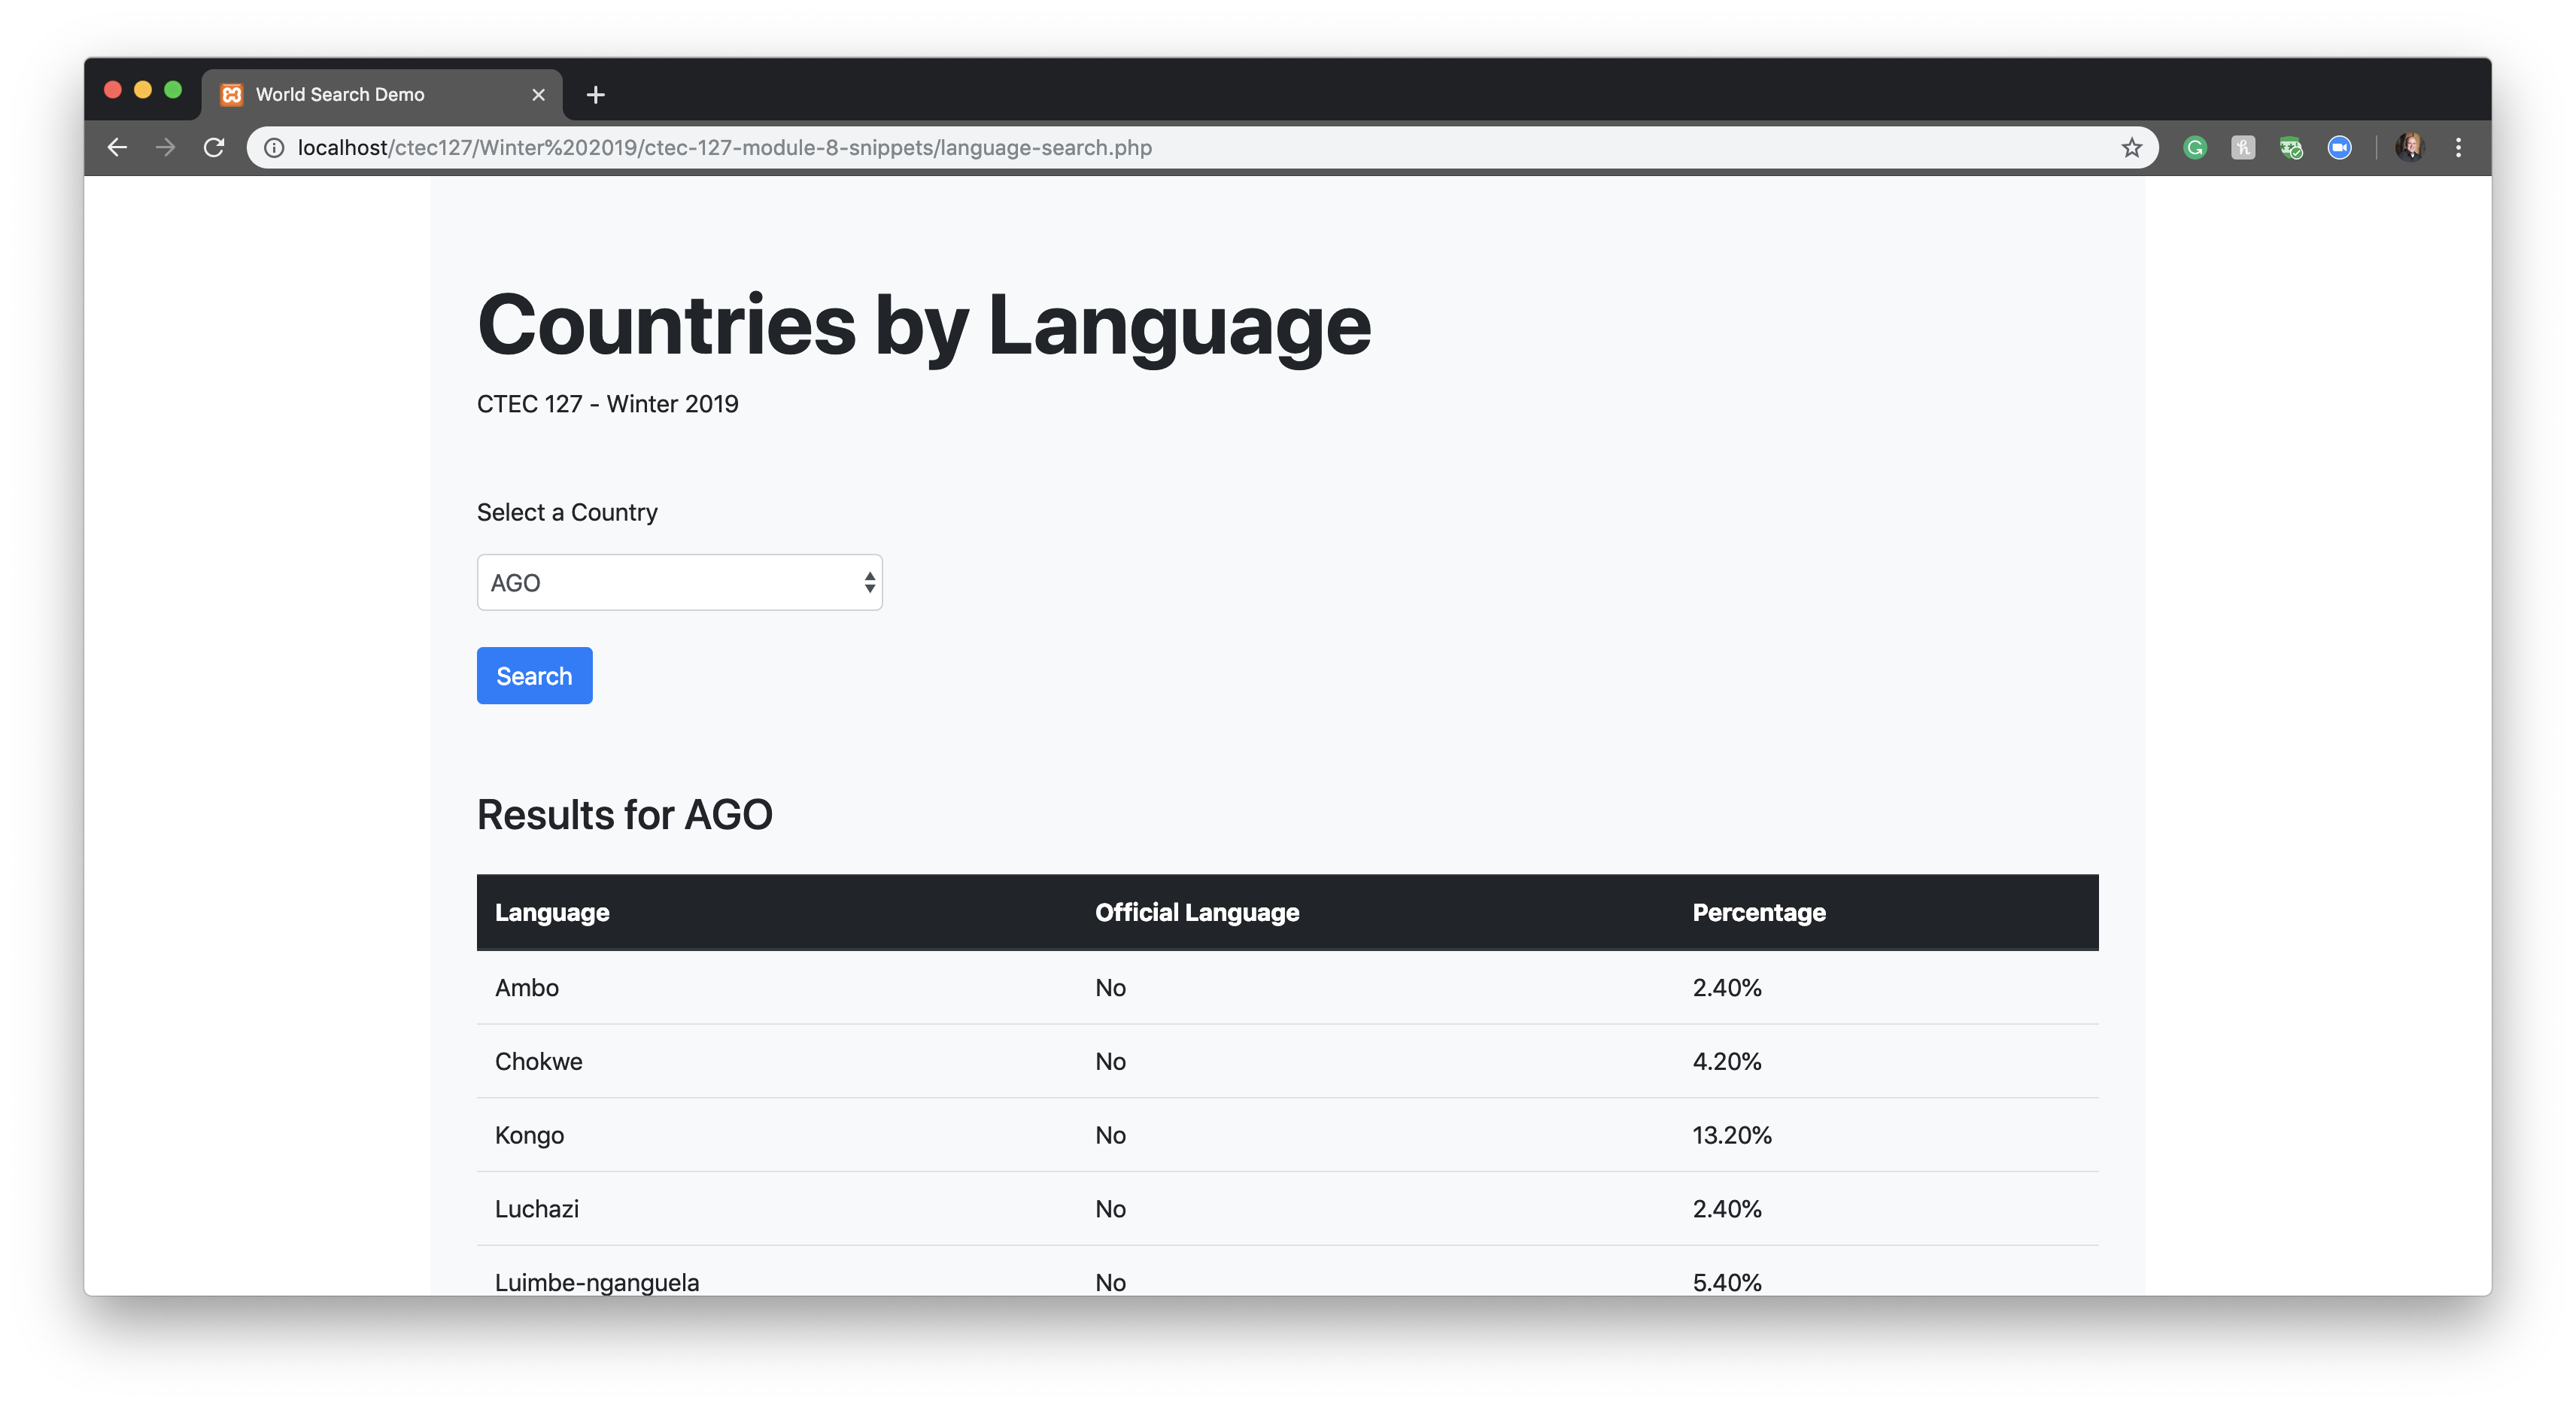 World Search Demo
localhost/ctec127/Winter%202019/ctec-127-module-8-snippets/language-search.php
Countries by Language
CTEC 127 - Winter 2019
Select a Country
AGO
Search
Results for AGO
Language Official Language Percentage
Ambo No 2.40%
Chokwe No 4.20%
Kongo No 13.20%
Luchazi No 2.40%
Luimbe-nganguela No 5.40%